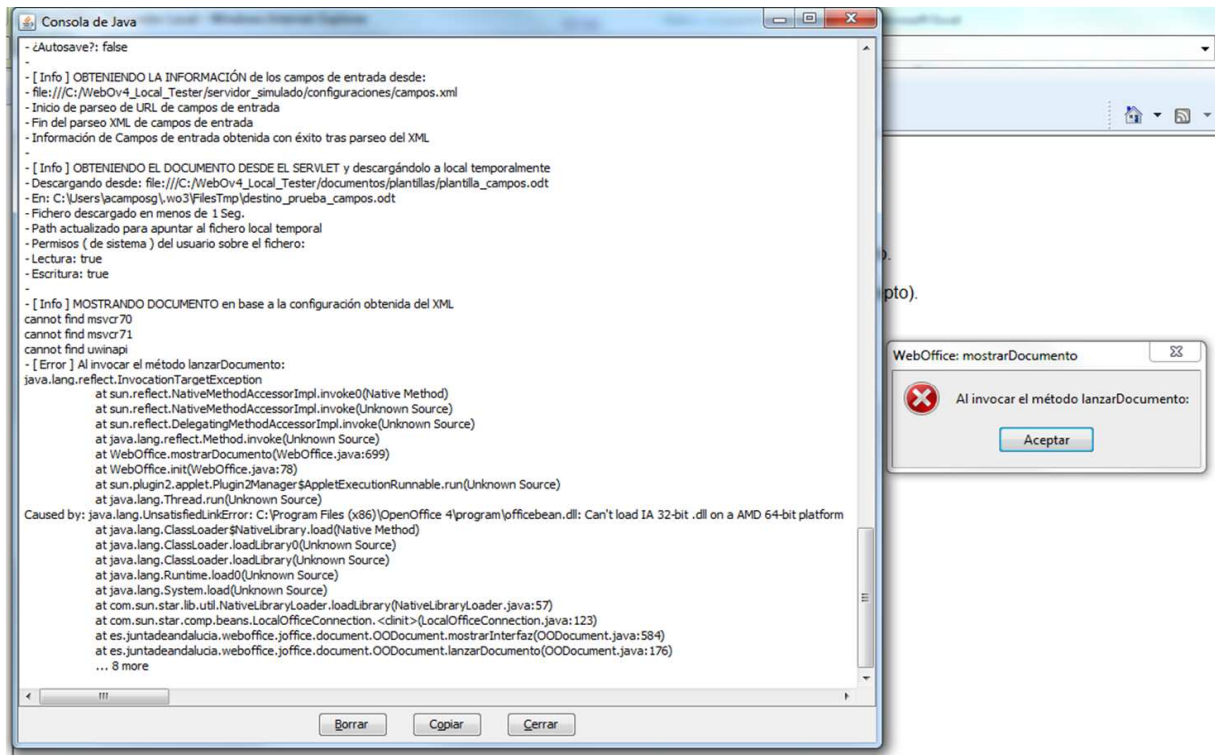 Consola de Java
- ¿Autosave?: false
-
- [ Info ] OBTENIENDO LA INFORMACIÓN de los campos de entrada desde:
- file:///C:/WebOv4_Local_Tester/servidor_simulado/configuraciones/campos.xml
- Inicio de parseo de URL de campos de entrada
- Fin del parseo XML de campos de entrada
- Información de Campos de entrada obtenida con éxito tras parseo del XML
-
- [ Info ] OBTENIENDO EL DOCUMENTO DESDE EL SERVLET y descargándolo a local temporalmente
- Descargando desde: file:///C:/WebOv4_Local_Tester/documentos/plantillas/plantilla_campos.odt
- En: C:\Users\acamposg\.wo3\FilesTmp\destino_prueba_campos.odt
- Fichero descargado en menos de 1 Seg.
- Path actualizado para apuntar al fichero local temporal
- Permisos ( de sistema ) del usuario sobre el fichero:
- Lectura: true
- Escritura: true
-
- [ Info ] MOSTRANDO DOCUMENTO en base a la configuración obtenida del XML
cannot find msvcr70
cannot find msvcr71
cannot find uwinapi
- [ Error ] Al invocar el método lanzarDocumento:
java.lang.reflect.InvocationTargetException
at sun.reflect.NativeMethodAccessorImpl.invoke0(Native Method)
at sun.reflect.NativeMethodAccessorImpl.invoke(Unknown Source)
at sun.reflect.DelegatingMethodAccessorImpl.invoke(Unknown Source)
at java.lang.reflect.Method.invoke(Unknown Source)
at WebOffice.mostrarDocumento(WebOffice.java:699)
at WebOffice.init(WebOffice.java:78)
at sun.plugin2.applet.Plugin2Manager$AppletExecutionRunnable.run(Unknown Source)
at java.lang.Thread.run(Unknown Source)
Caused by: java.lang.UnsatisfiedLinkError: C:\Program Files (x86)\OpenOffice 4\program\officebean.dll: Can't load IA 32-bit .dll on a AMD 64-bit platform
at java.lang.ClassLoader$NativeLibrary.load(Native Method)
at java.lang.ClassLoader.loadLibrary0(Unknown Source)
at java.lang.ClassLoader.loadLibrary(Unknown Source)
at java.lang.Runtime.load0(Unknown Source)
at java.lang.System.load(Unknown Source)
at com.sun.star.lib.util.NativeLibraryLoader.loadLibrary(NativeLibraryLoader.java:57)
at com.sun.star.comp.beans.LocalOfficeConnection.<clinit>(LocalOfficeConnection.java:123)
at es.juntadeandalucia.weboffice.joffice.document.OODocument.mostrarInterfaz(OODocument.java:584)
at es.juntadeandalucia.weboffice.joffice.document.OODocument.lanzarDocumento(OODocument.java:176)
... 8 more
Borrar Copiar Cerrar
pto).
WebOffice: mostrarDocumento
Al invocar el método lanzarDocumento:
Aceptar